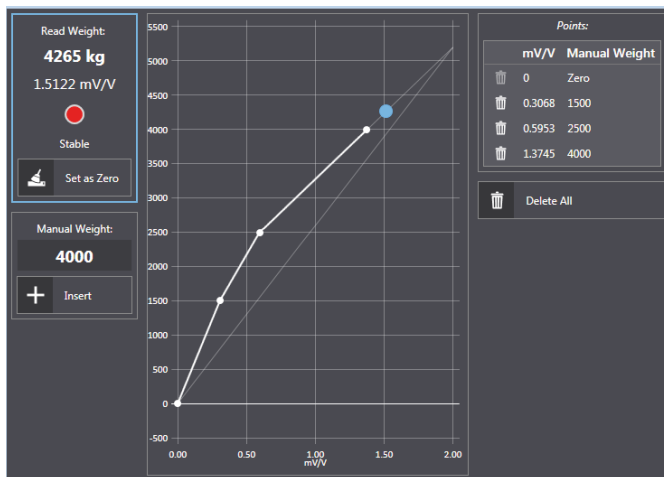 Read Weight:
4265 kg
1.5122 mV/V
Stable
Set as Zero
Manual Weight:
4000
Insert
5500
5000
4500
4000
3500
3000
2500
2000
1500
1000
500
0
-500
0.00 0.50 1.00 1.50 2.00
mV/V
Points:
mV/V Manual Weight
0 Zero
0.3068 1500
0.5953 2500
1.3745 4000
Delete All